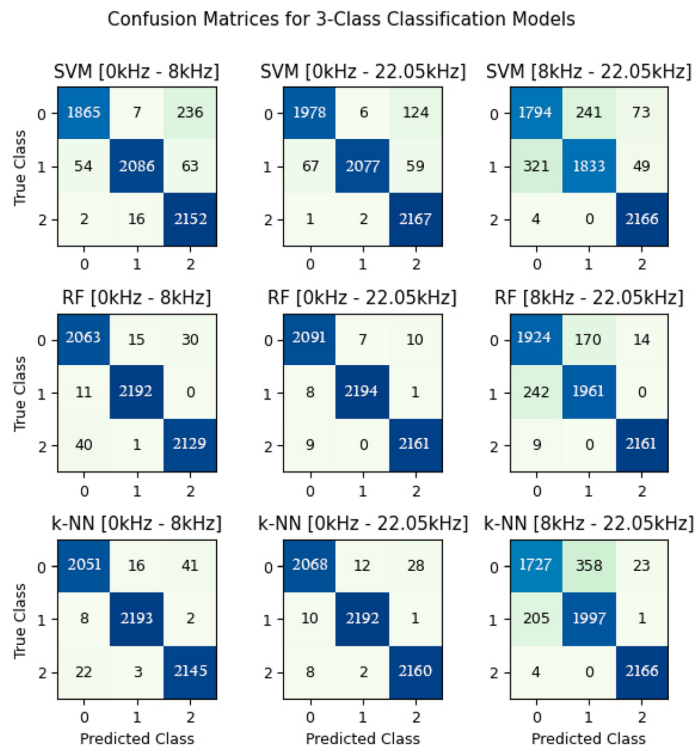 Confusion Matrices for 3-Class Classification Models
SVM [0kHz - 8kHz] SVM [0kHz - 22.05kHz] SVM [8kHz - 22.05kHz]
0 1865 7 236 0 1978 6 124 0 1794 241 73
True Class
1 54 2086 63 1 67 2077 59 1 321 1833 49
2 2 16 2152 2 1 2 2167 2 4 0 2166
0 1 2 0 1 2 0 1 2
RF [0kHz - 8kHz] RF [0kHz - 22.05kHz] RF [8kHz - 22.05kHz]
0 2063 15 30 0 2091 7 10 0 1924 170 14
True Class
1 11 2192 0 1 8 2194 1 1 242 1961 0
2 40 1 2129 2 9 0 2161 2 9 0 2161
0 1 2 0 1 2 0 1 2
k-NN [0kHz - 8kHz] k-NN [0kHz - 22.05kHz] k-NN [8kHz - 22.05kHz]
0 2051 16 41 0 2068 12 28 0 1727 358 23
True Class
1 8 2193 2 1 10 2192 1 1 205 1997 1
2 22 3 2145 2 8 2 2160 2 4 0 2166
0 1 2 0 1 2 0 1 2
Predicted Class Predicted Class Predicted Class